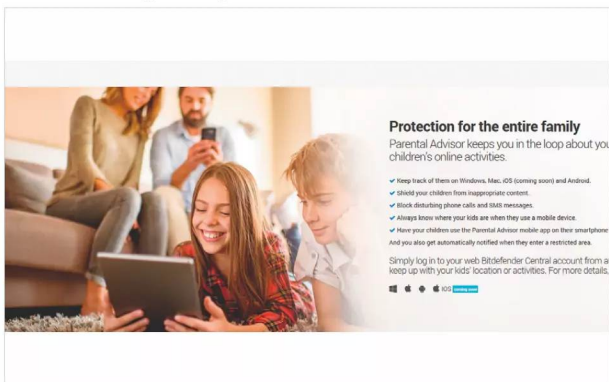 Protection for the entire family
Parental Advisor keeps you in the loop about you
children's online activities.
Keep track of them on Windows, Mac, iOS (coming soon) and Android.
Shield your children from inappropriate content.
Block disturbing phone calls and SMS messages.
Always know where your kids are when they use a mobile device.
Have your children use the Parental Advisor mobile app on their smartphone
And you also get automatically notified when they enter a restricted area.
Simply log in to your web Bitdefender Central account from a
keep up with your kids' location or activities. For more details,
iOS coming soon